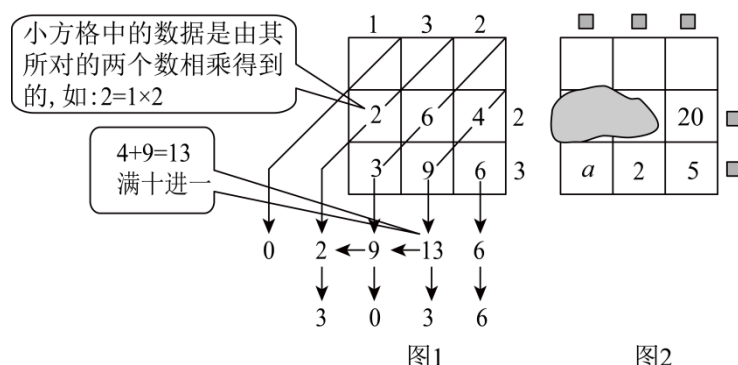 小方格中的数据是由其
所对的两个数相乘得到
的,如:2=1×2
4+9=13
满十进一
1 3 2
2 6 4 2
3 9 6 3
0 2 9 13 6
3 0 3 6
图1
20
a 2 5
图2